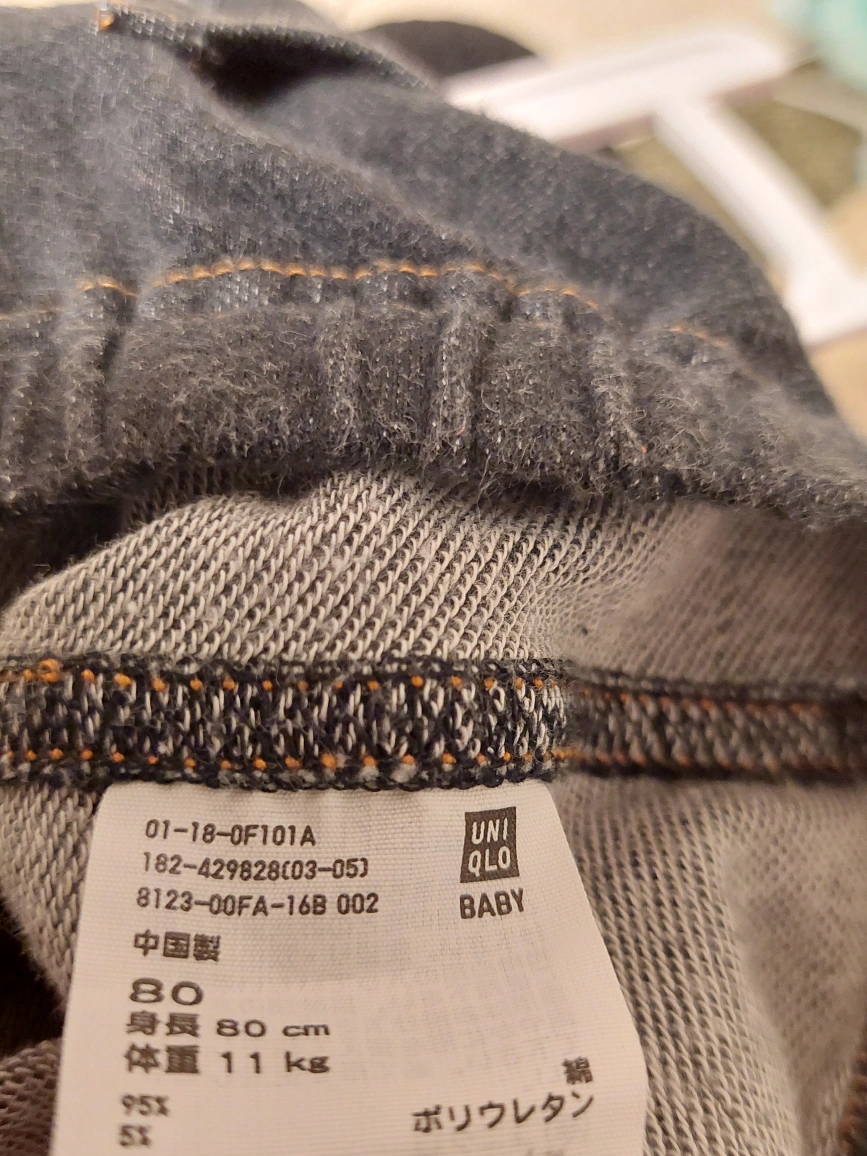 01-18-0F101A
182-429828(03-05)
8123-00FA-16B 002
UNI
QLO
BABY
中国製
80
身長 80 cm
体重 11 kg
綿 95%
ポリウレタン 5%